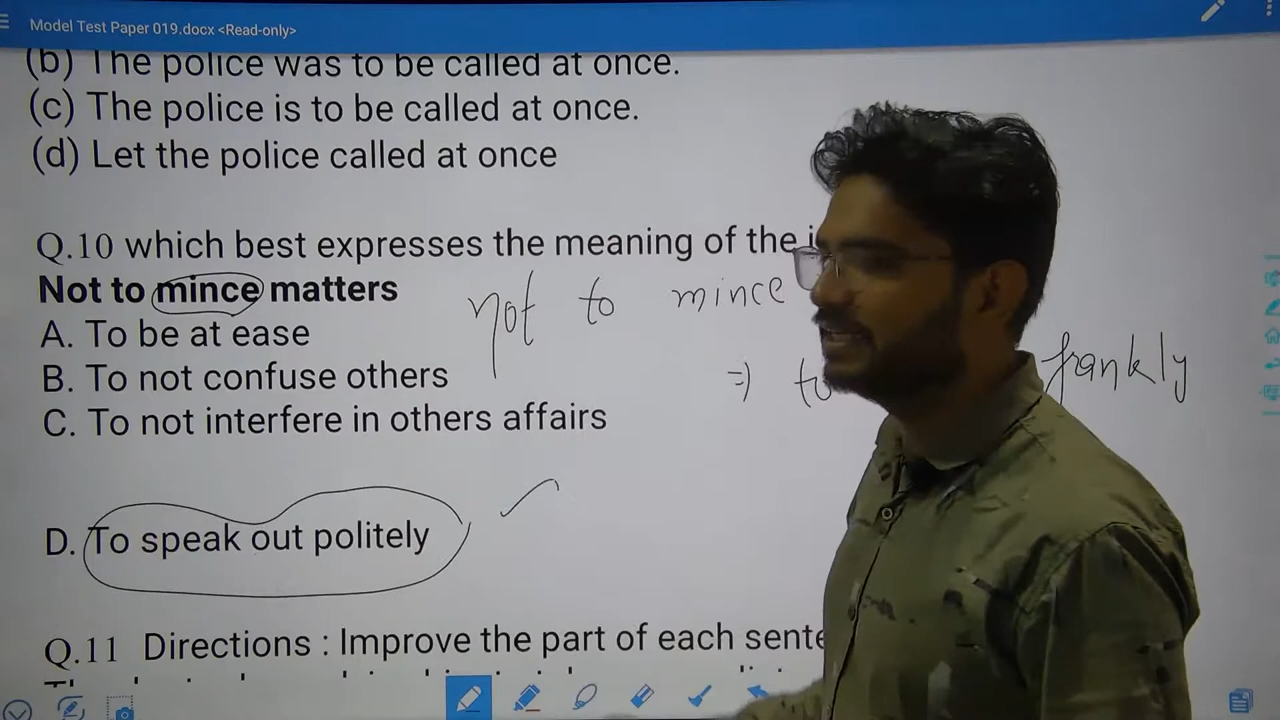 Model Test Paper 019.docx <Read-only>
(b) The police was to be called at once.
(c) The police is to be called at once.
(d) Let the police called at once
Q.10 which best expresses the meaning of the
Not to mince matters
not to mince
A. To be at ease
⇒ to frankly
B. To not confuse others
C. To not interfere in others affairs
D. To speak out politely
Q.11 Directions : Improve the part of each